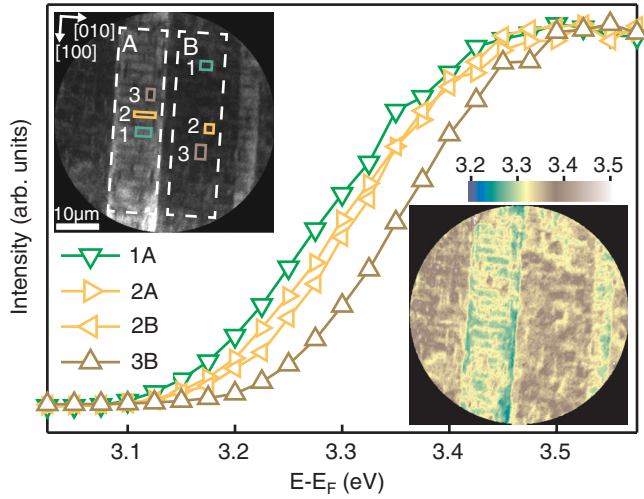 [010]
[100]
A
B
1
3
2
1
2
3
10μm
3.2 3.3 3.4 3.5
1A
2A
2B
3B
Intensity (arb. units)
3.1 3.2 3.3 3.4 3.5
E-E_F (eV)